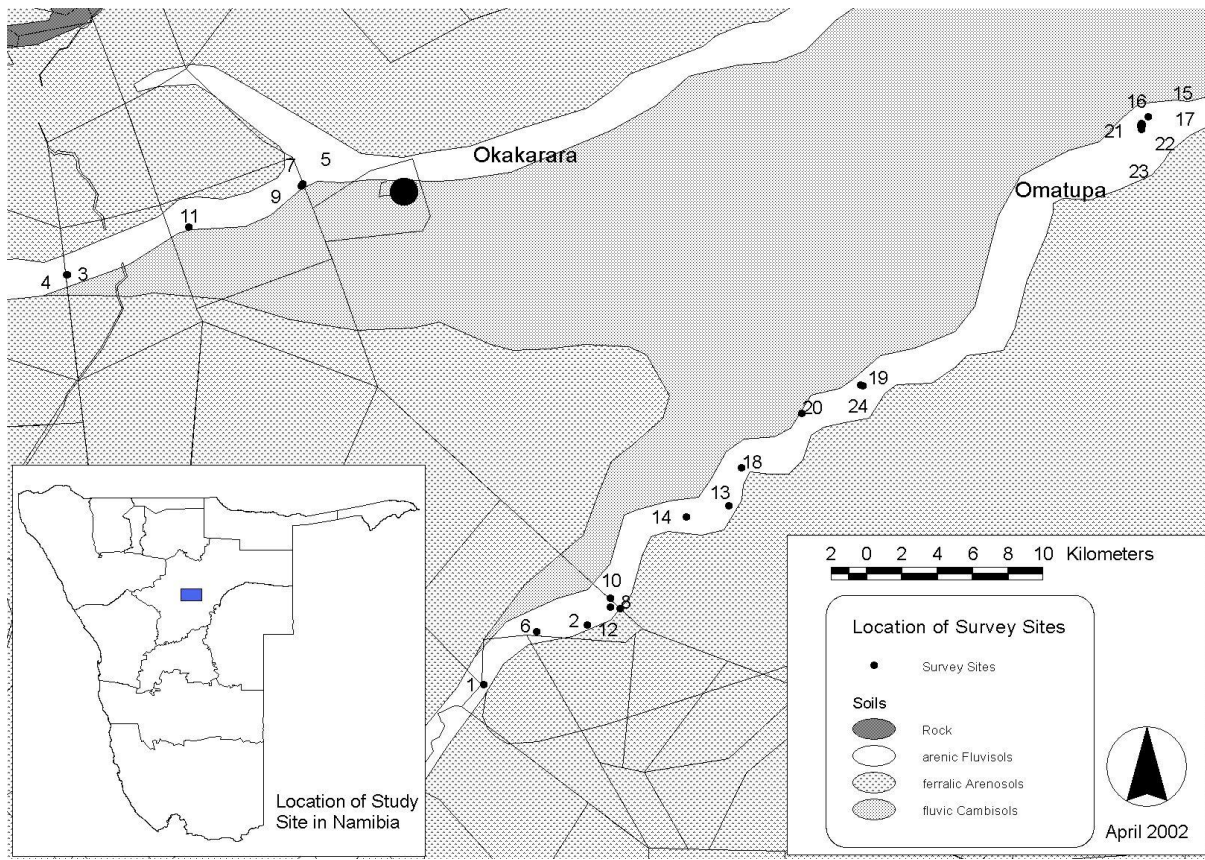 16 15
21 17
22
23
Okakarara
Omatupa
5
7
9
11
4 3
19
20 24
18
13
14
10
8
6 2 12
1
2 0 2 4 6 8 10 Kilometers
Location of Survey Sites
Survey Sites
Soils
Rock
arenic Fluvisols
ferralic Arenosols
fluvic Cambisols
April 2002
Location of Study
Site in Namibia